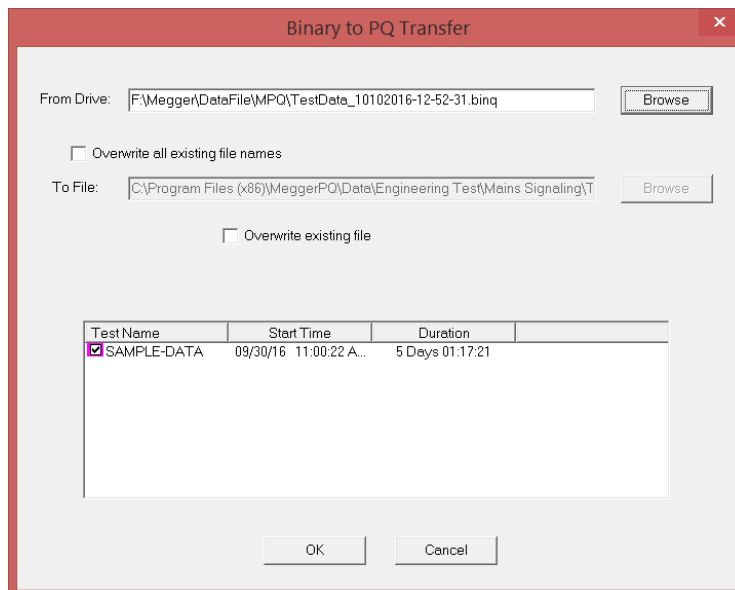 Binary to PQ Transfer
From Drive: F:\Megger\DataFile\MPQ\TestData_10102016-12-52-31.binq Browse
Overwrite all existing file names
To File: C:\Program Files (x86)\MeggerPQ\Data\Engineering Test\Mains Signaling\T Browse
Overwrite existing file
Test Name Start Time Duration
SAMPLE-DATA 09/30/16 11:00:22 A... 5 Days 01:17:21
OK Cancel